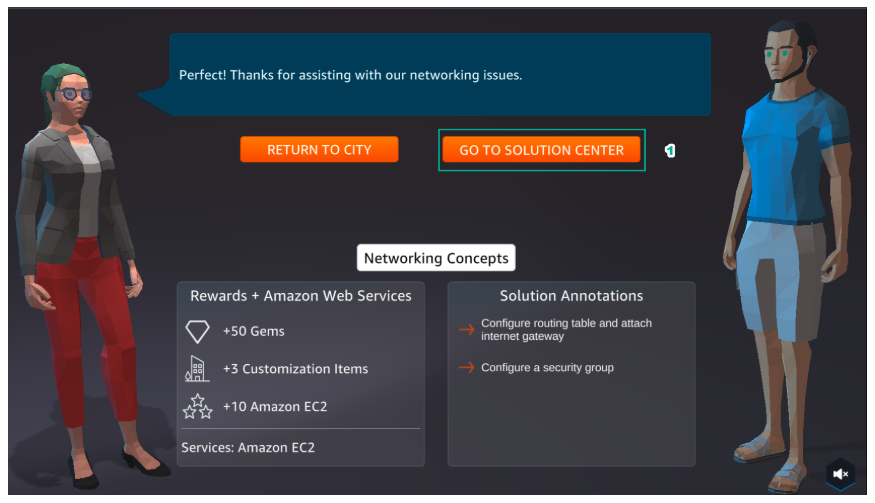 Perfect! Thanks for assisting with our networking issues.
RETURN TO CITY
GO TO SOLUTION CENTER
1
Networking Concepts
Rewards + Amazon Web Services
+50 Gems
+3 Customization Items
+10 Amazon EC2
Services: Amazon EC2
Solution Annotations
Configure routing table and attach
internet gateway
Configure a security group